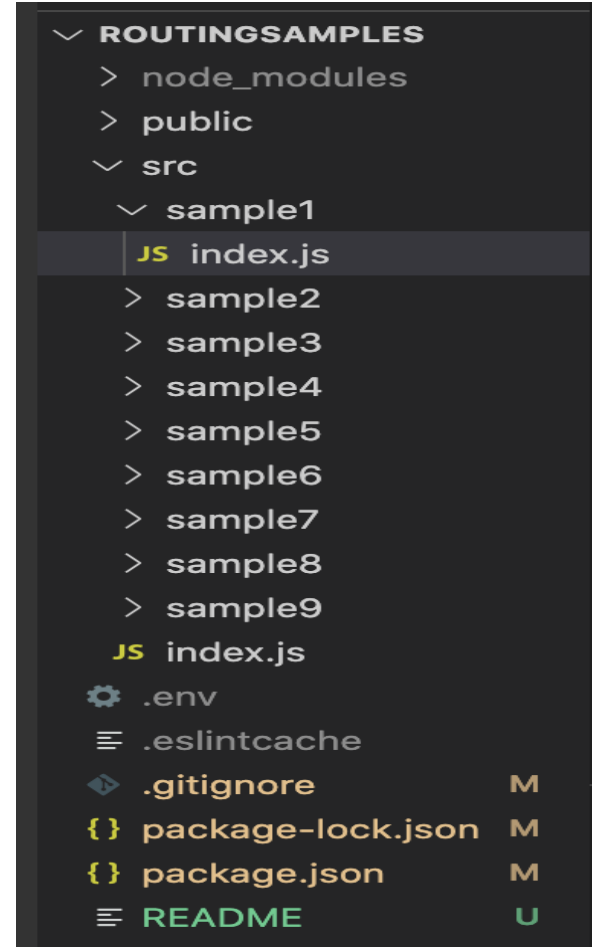 ROUTINGSAMPLES
node_modules
public
src
sample1
JS index.js
sample2
sample3
sample4
sample5
sample6
sample7
sample8
sample9
JS index.js
.env
.eslintcache
.gitignore M
{} package-lock.json M
{} package.json M
README U